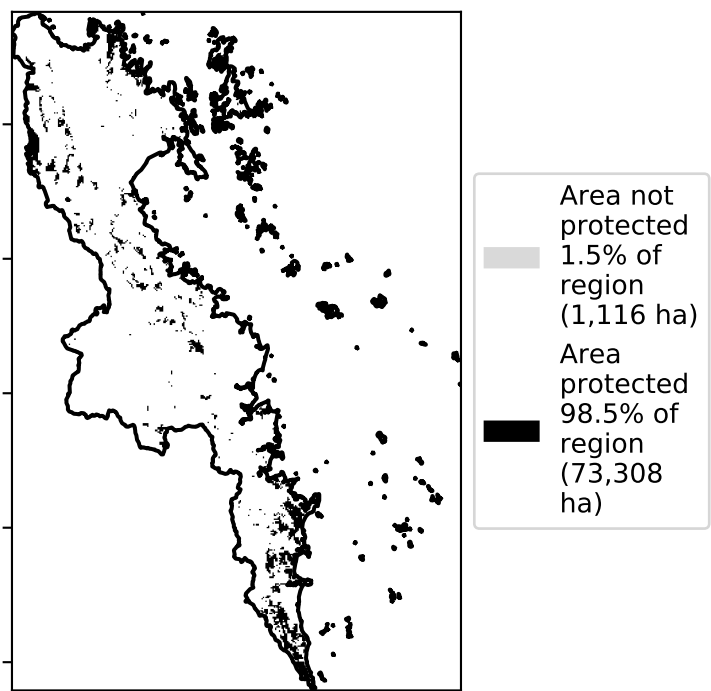 Area not
protected
1.5% of
region
(1,116 ha)
Area
protected
98.5% of
region
(73,308
ha)